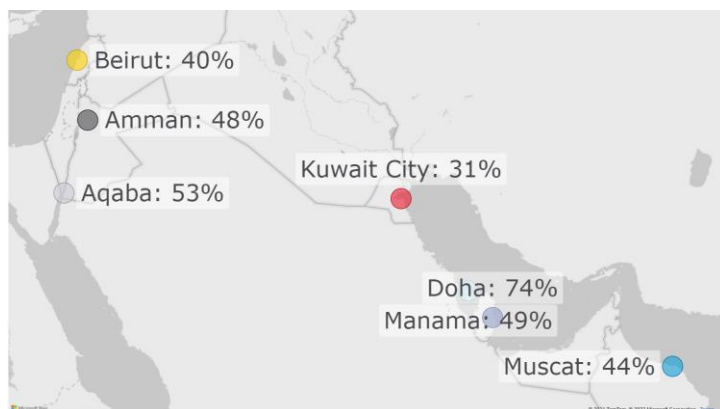 Beirut: 40%
Amman: 48%
Aqaba: 53%
Kuwait City: 31%
Doha: 74%
Manama: 49%
Muscat: 44%